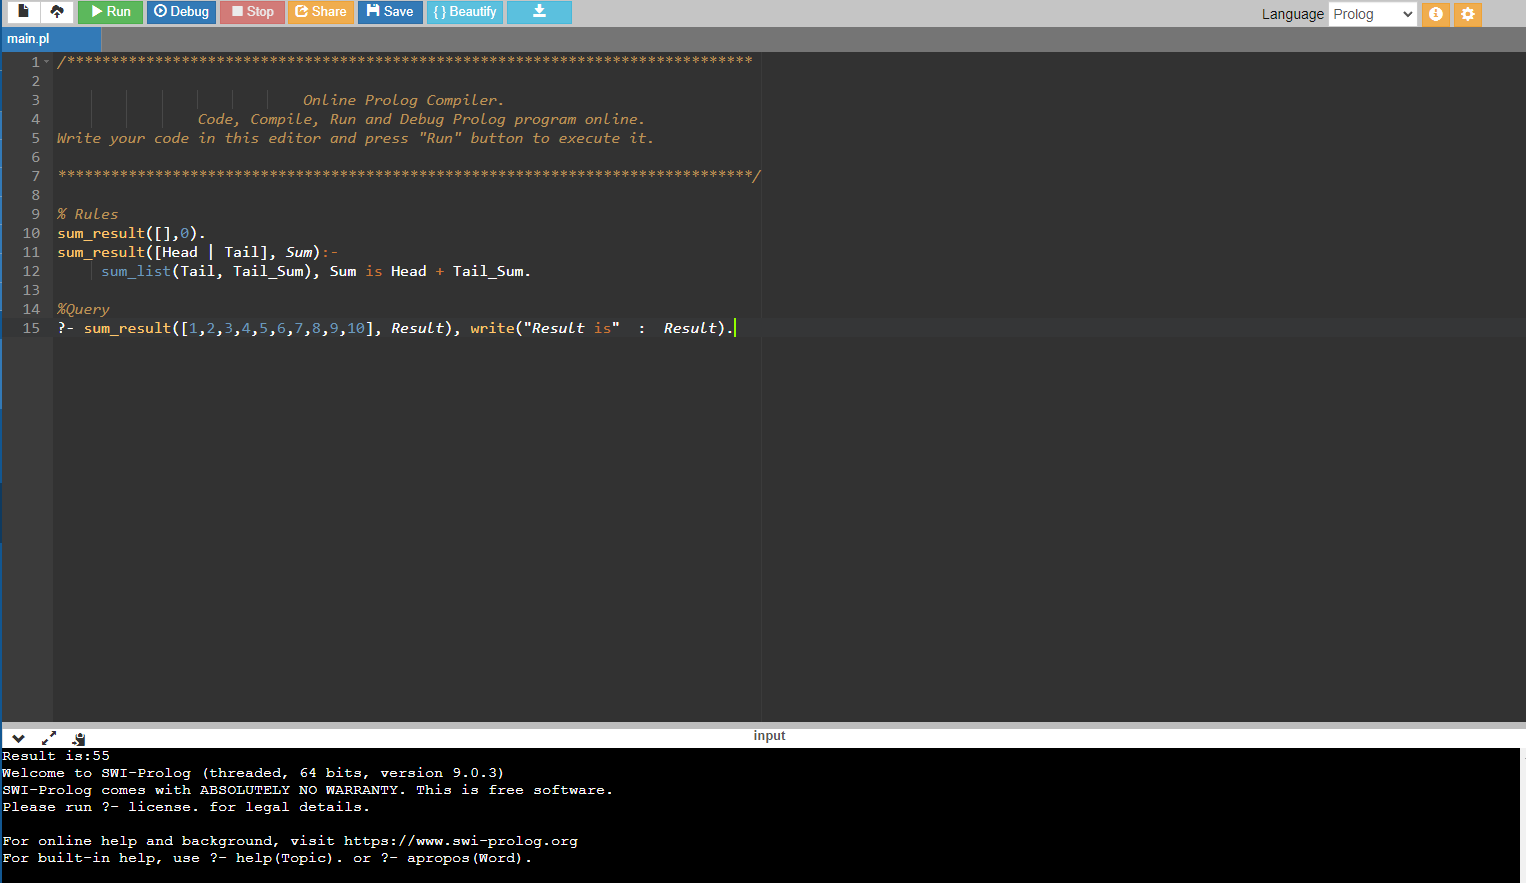 Run Debug Stop Share Save { } Beautify Language Prolog
main.pl
1 /******************************************************************************
2
3 Online Prolog Compiler.
4 Code, Compile, Run and Debug Prolog program online.
5 Write your code in this editor and press "Run" button to execute it.
6
7 *******************************************************************************/
8
9 % Rules
10 sum_result([],0).
11 sum_result([Head | Tail], Sum):-
12 sum_list(Tail, Tail_Sum), Sum is Head + Tail_Sum.
13
14 %Query
15 ?- sum_result([1,2,3,4,5,6,7,8,9,10], Result), write("Result is"  :  Result).
input
Result is:55
Welcome to SWI-Prolog (threaded, 64 bits, version 9.0.3)
SWI-Prolog comes with ABSOLUTELY NO WARRANTY. This is free software.
Please run ?- license. for legal details.
For online help and background, visit https://www.swi-prolog.org
For built-in help, use ?- help(Topic). or ?- apropos(Word).